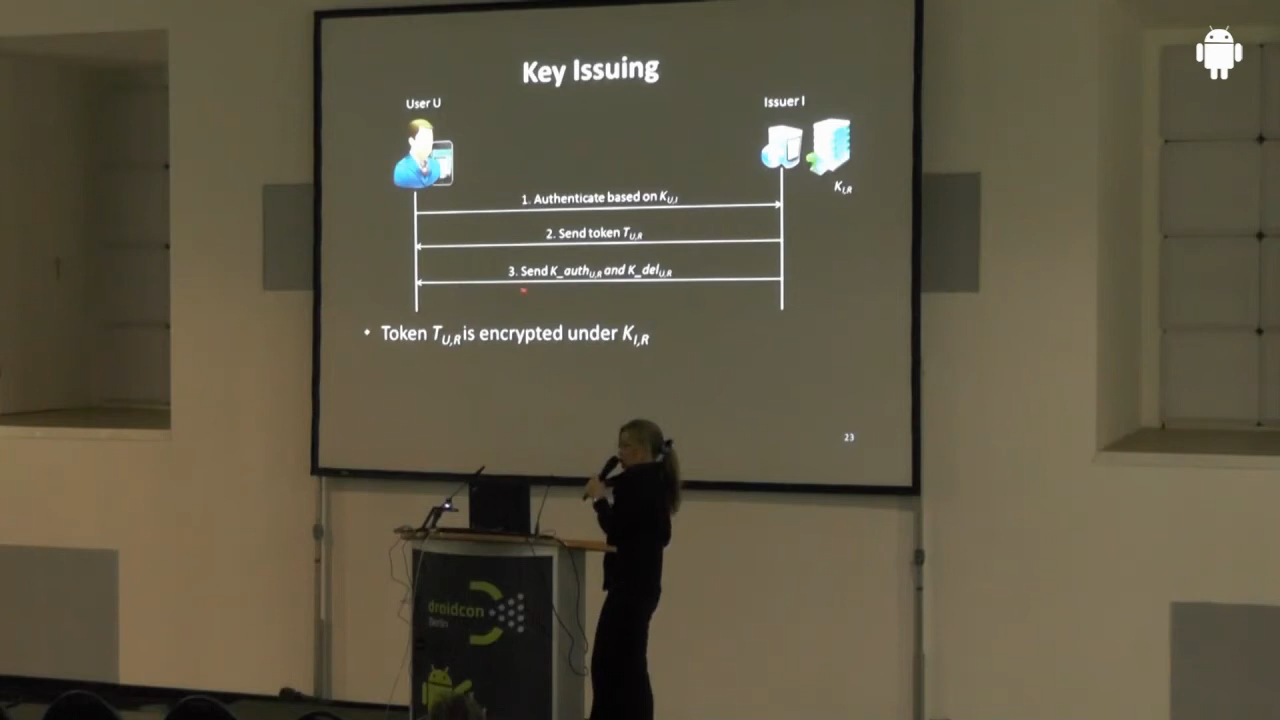 Key Issuing
User U
Issuer I
K_I,R
1. Authenticate based on K_U,I
2. Send token T_U,R
3. Send K_auth_U,R and K_del_U,R
• Token T_U,R is encrypted under K_I,R
23
droidcon
Berlin